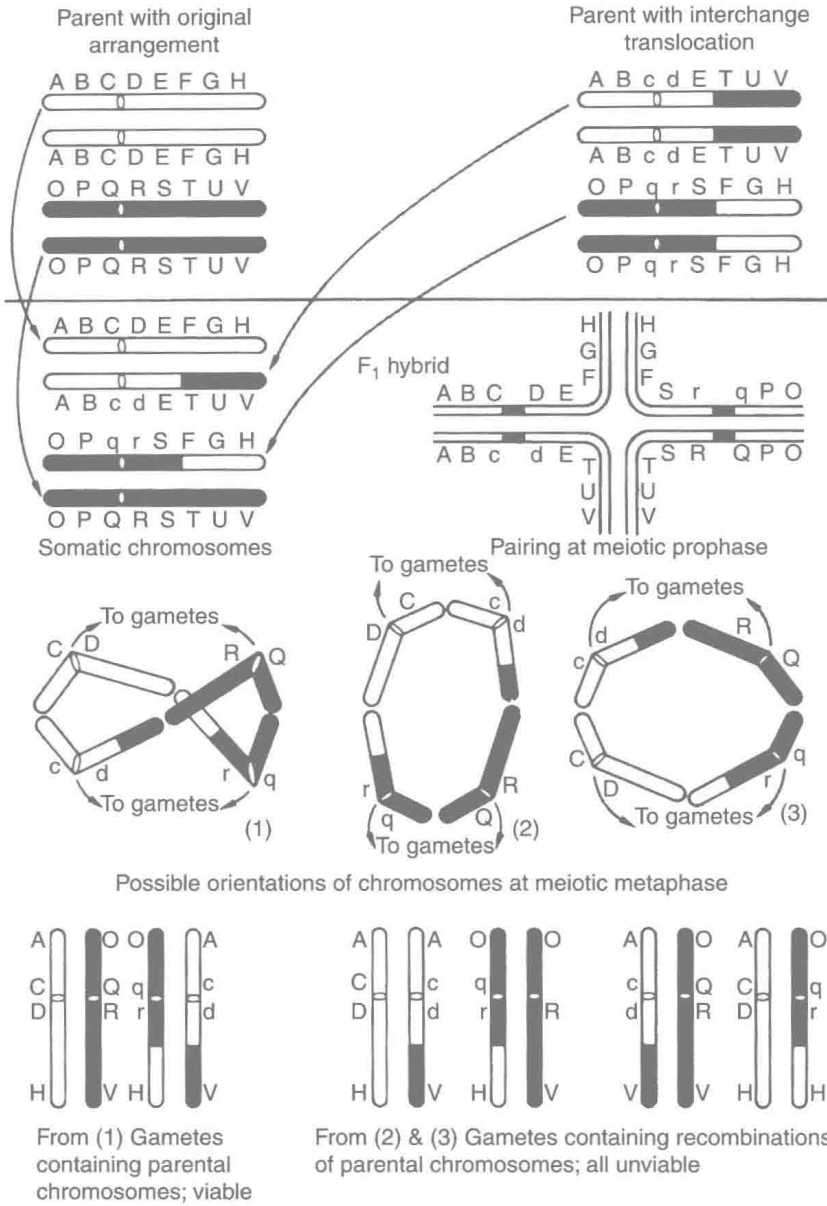 Parent with original
arrangement
A B C D E F G H
A B C D E F G H
O P Q R S T U V
O P Q R S T U V
Parent with interchange
translocation
A B c d E T U V
A B c d E T U V
O P q r S F G H
O P q r S F G H
A B C D E F G H
A B c d E T U V
O P q r S F G H
O P Q R S T U V
Somatic chromosomes
F1 hybrid
H H
G G
F F
A B C D E S r q P O
A B c d E S R Q P O
T T
U U
V V
Pairing at meiotic prophase
To gametes
C D R Q
c d r q
To gametes
(1)
To gametes
D C c d
r q Q R
To gametes
(2)
To gametes
c d R Q
C D r q
To gametes
(3)
Possible orientations of chromosomes at meiotic metaphase
A O O A
C Q q c
D R r d
H V H V
A A O O
C c q
D d r R
H V H V
A O A O
c Q C q
d R D r
V V H H
From (1) Gametes
containing parental
chromosomes; viable
From (2) & (3) Gametes containing recombinations
of parental chromosomes; all unviable